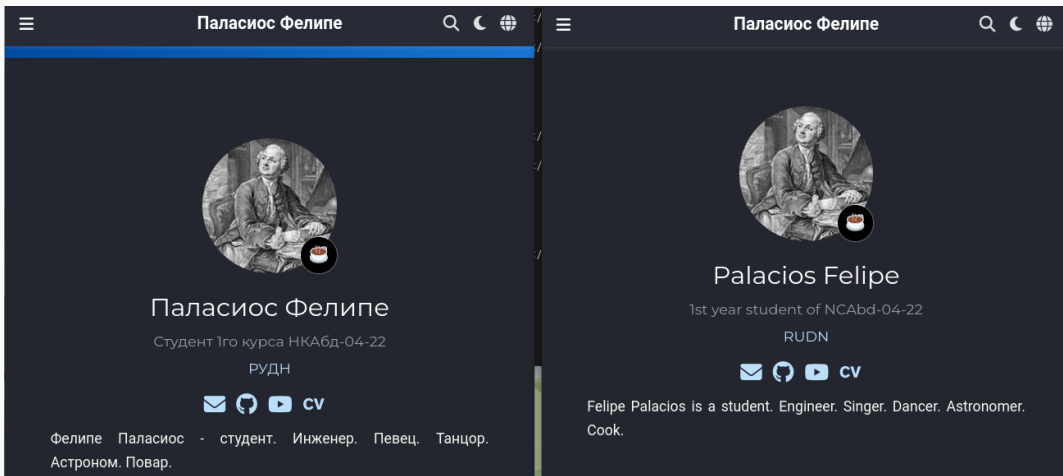 Паласиос Фелипе
Паласиос Фелипе
Студент 1го курса НКАбд-04-22
РУДН
CV
Фелипе Паласиос - студент. Инженер. Певец. Танцор.
Астроном. Повар.
Паласиос Фелипе
Palacios Felipe
1st year student of NCAbd-04-22
RUDN
CV
Felipe Palacios is a student. Engineer. Singer. Dancer. Astronomer.
Cook.